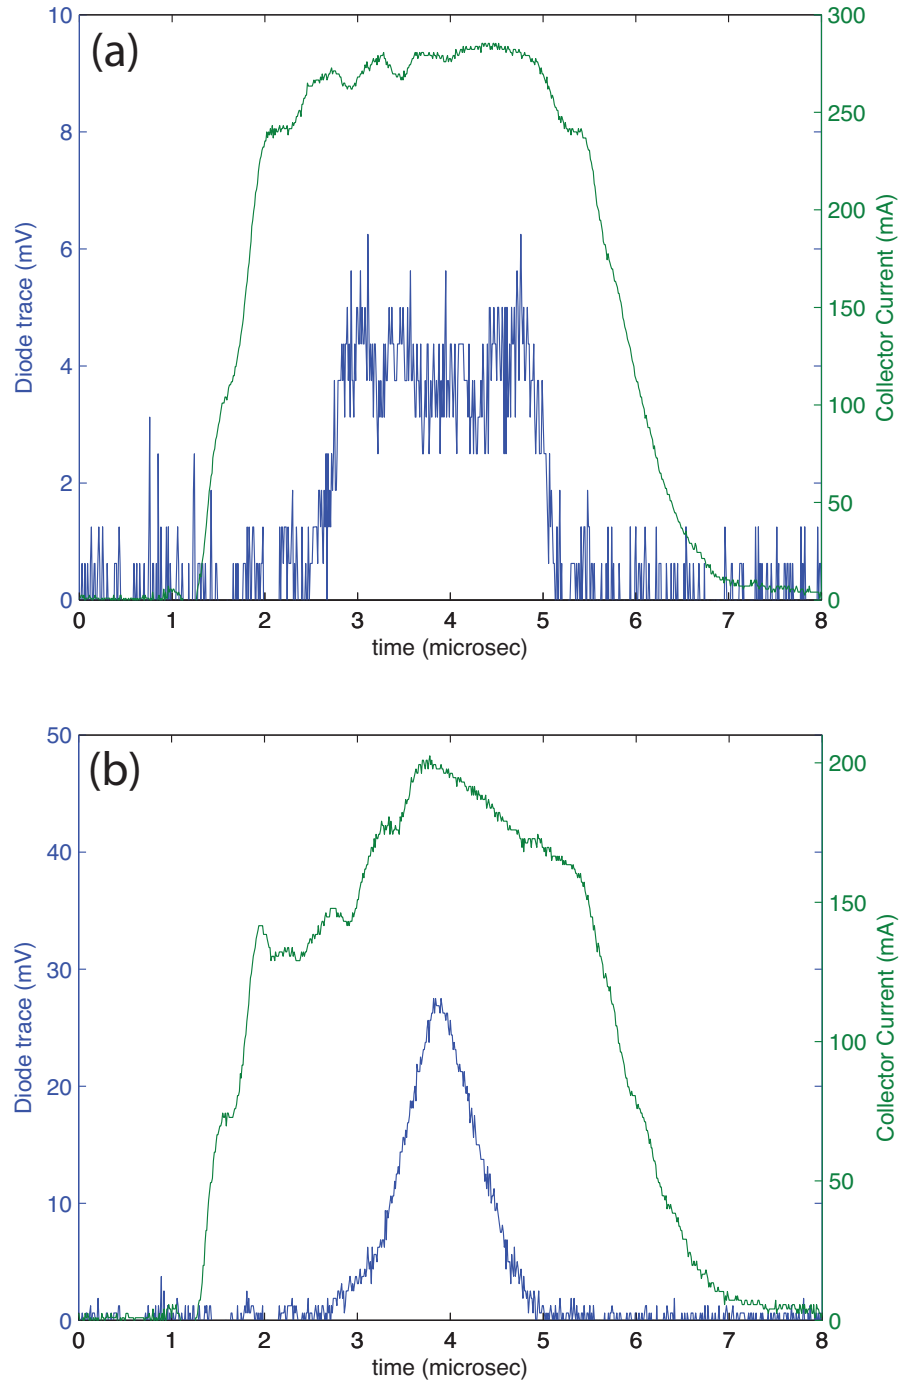 (a)
10
8
6
4
2
0
Diode trace (mV)
300
250
200
150
100
50
0
Collector Current (mA)
0 1 2 3 4 5 6 7 8
time (microsec)
(b)
50
40
30
20
10
0
Diode trace (mV)
200
150
100
50
0
Collector Current (mA)
0 1 2 3 4 5 6 7 8
time (microsec)